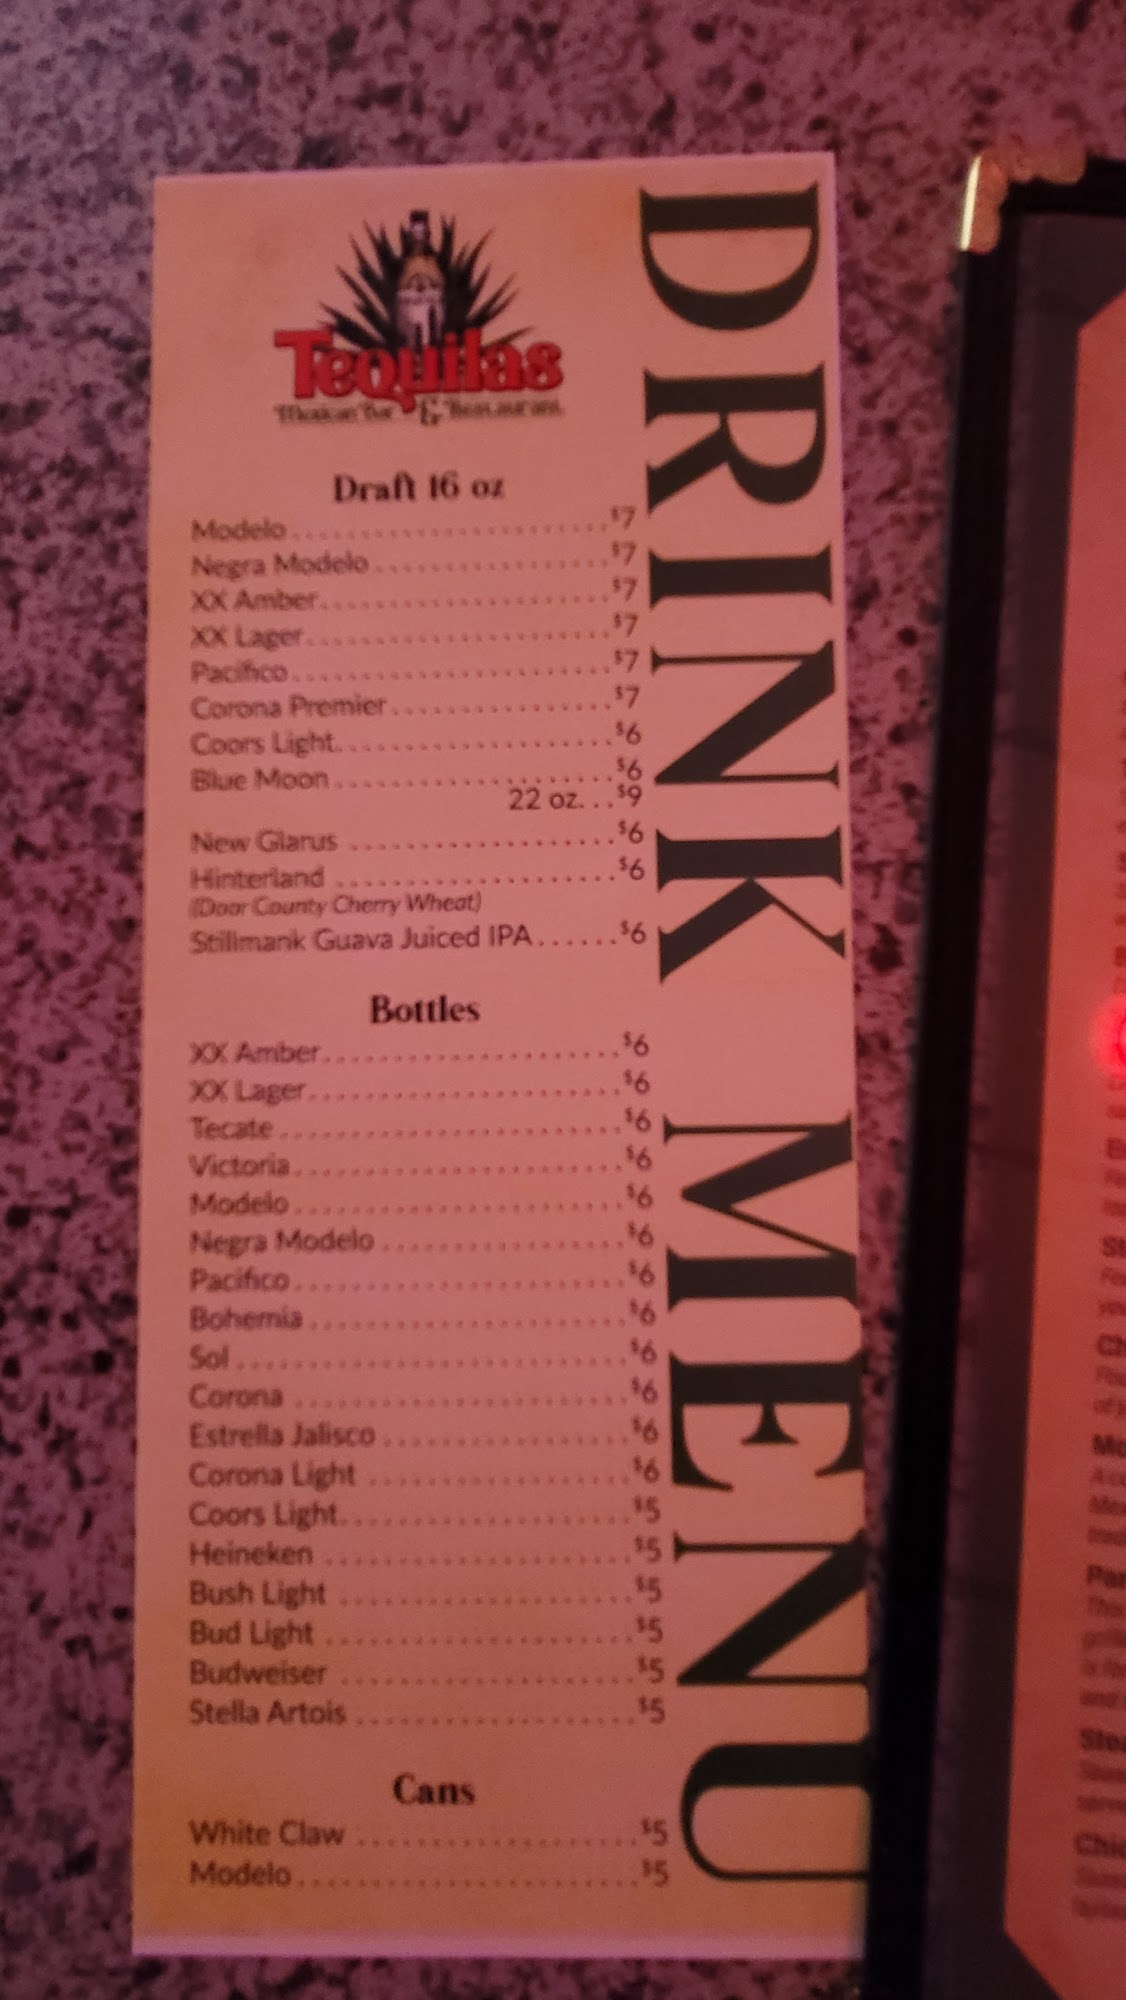 Tequilas
Mexican Bar & Restaurant
DRINK MENU
Draft 16 oz
Modelo........................$7
Negra Modelo..................$7
XX Amber......................$7
XX Lager......................$7
Pacifico......................$7
Corona Premier................$7
Coors Light...................$6
Blue Moon.....................$6
22 oz...$9
New Glarus ...................$6
Hinterland ...................$6
(Door County Cherry Wheat)
Stillmank Guava Juiced IPA......$6
Bottles
XX Amber......................$6
XX Lager......................$6
Tecate........................$6
Victoria......................$6
Modelo........................$6
Negra Modelo..................$6
Pacifico......................$6
Bohemia.......................$6
Sol...........................$6
Corona .......................$6
Estrella Jalisco..............$6
Corona Light .................$6
Coors Light...................$5
Heineken .....................$5
Bush Light ...................$5
Bud Light ....................$5
Budweiser ....................$5
Stella Artois ................$5
Cans
White Claw ...................$5
Modelo........................$5